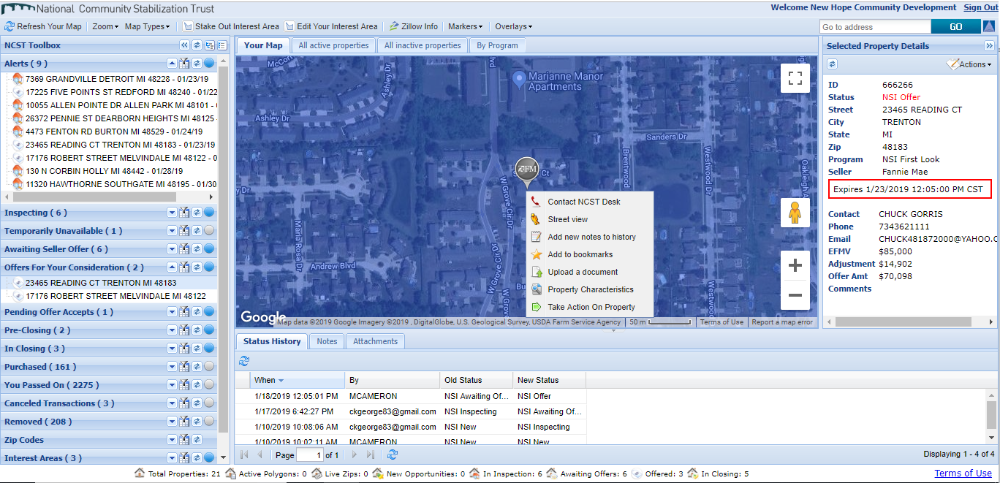 National Community Stabilization Trust
Welcome New Hope Community Development Sign Out
Refresh Your Map Zoom Map Types Stake Out Interest Area Edit Your Interest Area Zillow Info Markers Overlays Go to address GO
NCST Toolbox
Alerts ( 9 )
7369 GRANDVILLE DETROIT MI 48228 - 01/23/19
17225 FIVE POINTS ST REDFORD MI 48240 - 01/22
10055 ALLEN POINTE DR ALLEN PARK MI 48101 -
26372 PENNIE ST DEARBORN HEIGHTS MI 48125
4473 FENTON RD BURTON MI 48529 - 01/24/19
23465 READING CT TRENTON MI 48183 - 01/23/19
17176 ROBERT STREET MELVINDALE MI 48122 - 0
130 N CORBIN HOLLY MI 48442 - 01/28/19
11320 HAWTHORNE SOUTHGATE MI 48195 - 01/30
Inspecting ( 6 )
Temporarily Unavailable ( 1 )
Awaiting Seller Offer ( 6 )
Offers For Your Consideration ( 2 )
23465 READING CT TRENTON MI 48183
17176 ROBERT STREET MELVINDALE MI 48122
Pending Offer Accepts ( 1 )
Pre-Closing ( 2 )
In Closing ( 3 )
Purchased ( 161 )
You Passed On ( 2275 )
Canceled Transactions ( 3 )
Removed ( 208 )
Zip Codes
Interest Areas ( 3 )
Your Map All active properties All inactive properties By Program
Ashley Dr
Marianne Manor
Apartments
Ashley Dr
Sanders Dr
FM
Ct
Brentwood
Westwood Dr
Oakleigh
y Dr
W Grove Cir Dr
W Grove Cir Dr
Maria Rosa Dr
Andrew Blvd
Bu
W Grove
Brentwood
Westwood Dr
Contact NCST Desk
Street view
Add new notes to history
Add to bookmarks
Upload a document
Property Characteristics
Take Action On Property
Google
Map data ©2019 Google Imagery ©2019 , DigitalGlobe, U.S. Geological Survey, USDA Farm Service Agency 50 m Terms of Use Report a map error
Selected Property Details
Actions
ID 666266
Status NSI Offer
Street 23465 READING CT
City TRENTON
State MI
Zip 48183
Program NSI First Look
Seller Fannie Mae
Expires 1/23/2019 12:05:00 PM CST
Contact CHUCK GORRIS
Phone 7343621111
Email CHUCK481872000@YAHOO.C
EFMV $85,000
Adjustment $14,902
Offer Amt $70,098
Comments
Status History Notes Attachments
When By Old Status New Status
1/18/2019 12:05:01 PM MCAMERON NSI Awaiting Of... NSI Offer
1/17/2019 6:42:27 PM ckgeorge83@gmail.com NSI Inspecting NSI Awaiting Of...
1/10/2019 10:08:06 AM ckgeorge83@gmail.com NSI New NSI Inspecting
1/10/2019 10:02:11 AM MCAMERON NSI New NSI New
Page 1 of 1 Displaying 1 - 4 of 4
Total Properties: 21 Active Polygons: 0 Live Zips: 0 New Opportunities: 0 In Inspection: 6 Awaiting Offers: 6 Offered: 3 In Closing: 5 Terms of Use